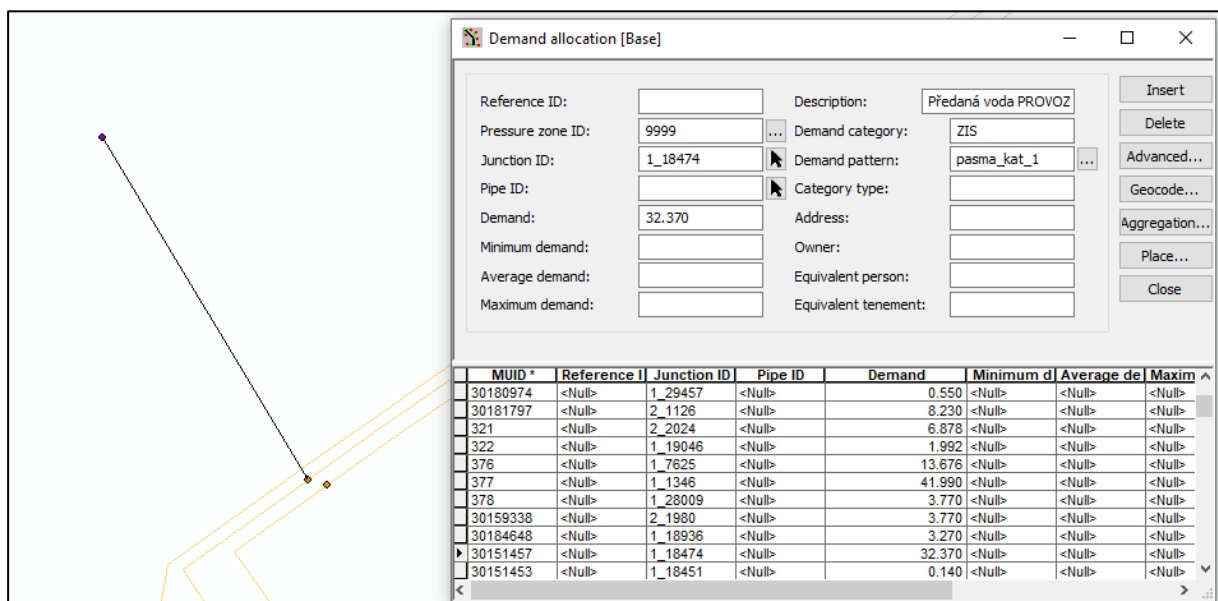 Demand allocation [Base]
Reference ID: Description: Předaná voda PROVOZ Insert
Pressure zone ID: 9999 ... Demand category: ZIS Delete
Junction ID: 1_18474 Demand pattern: pasma_kat_1 ... Advanced...
Pipe ID: Category type: Geocode...
Demand: 32.370 Address: Aggregation...
Minimum demand: Owner: Place...
Average demand: Equivalent person: Close
Maximum demand: Equivalent tenement:
MUID * Reference I Junction ID Pipe ID Demand Minimum d Average de Maxim
30180974 <Null> 1_29457 <Null> 0.550 <Null> <Null> <Null>
30181797 <Null> 2_1126 <Null> 8.230 <Null> <Null> <Null>
321 <Null> 2_2024 <Null> 6.878 <Null> <Null> <Null>
322 <Null> 1_19046 <Null> 1.992 <Null> <Null> <Null>
376 <Null> 1_7625 <Null> 13.676 <Null> <Null> <Null>
377 <Null> 1_1346 <Null> 41.990 <Null> <Null> <Null>
378 <Null> 1_28009 <Null> 3.770 <Null> <Null> <Null>
30159338 <Null> 2_1980 <Null> 3.770 <Null> <Null> <Null>
30184648 <Null> 1_18936 <Null> 3.270 <Null> <Null> <Null>
30151457 <Null> 1_18474 <Null> 32.370 <Null> <Null> <Null>
30151453 <Null> 1_18451 <Null> 0.140 <Null> <Null> <Null>